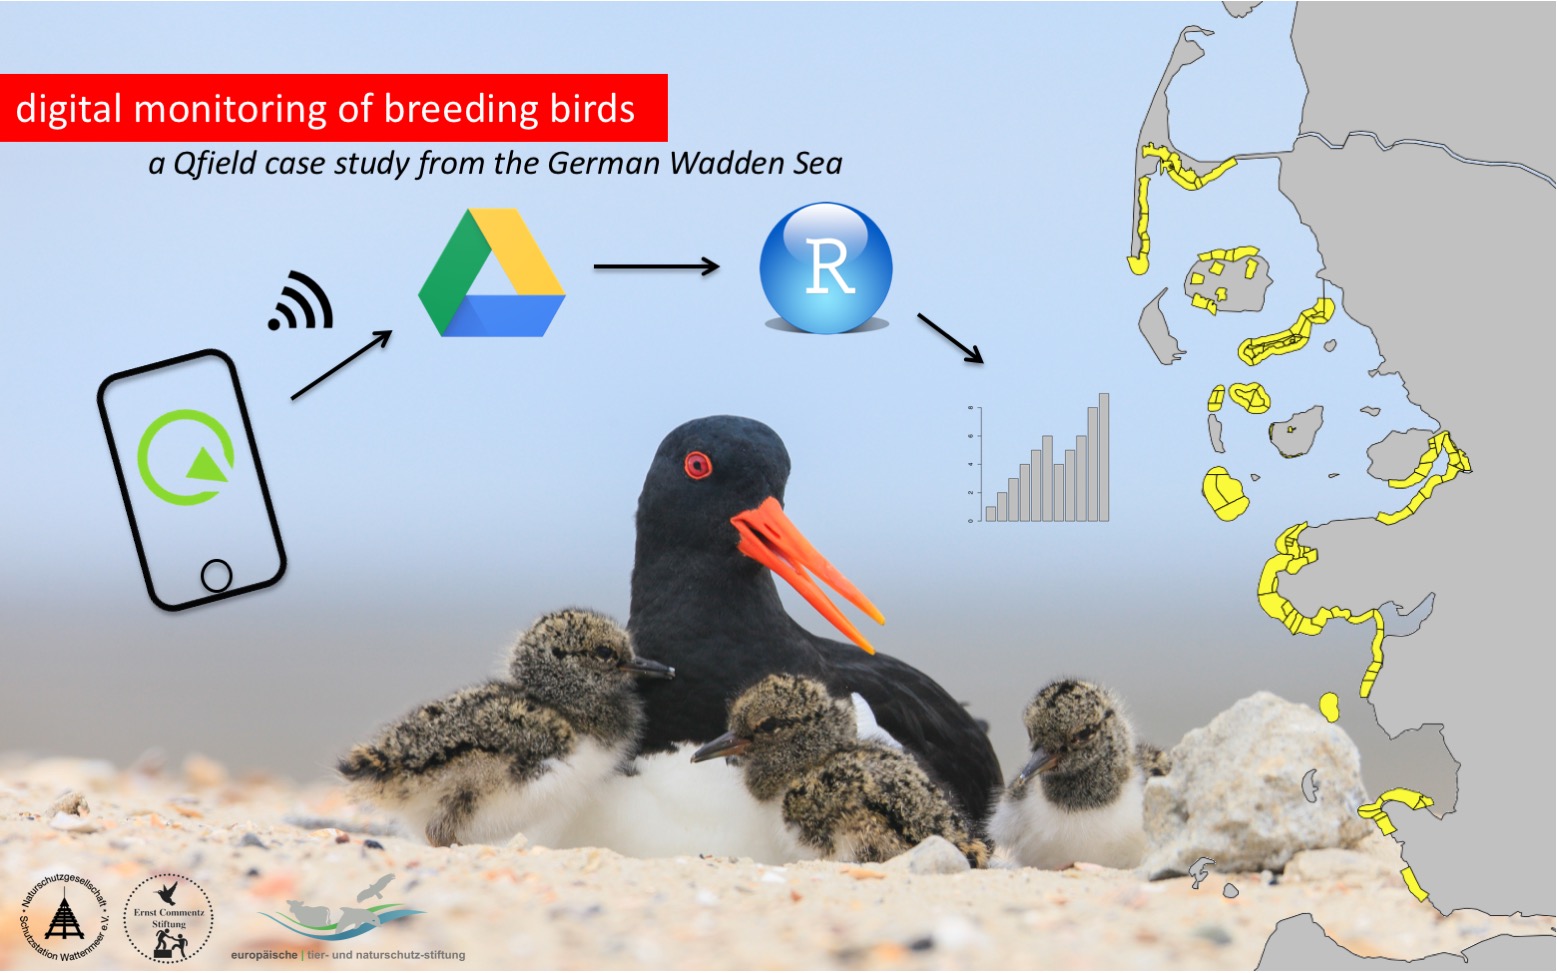 digital monitoring of breeding birds
a Qfield case study from the German Wadden Sea
R
8
6
4
2
0
· Naturschutzgesellschaft ·
Schutzstation Wattenmeer e.V.
Ernst Commentz
Stiftung
europäische | tier- und naturschutz-stiftung